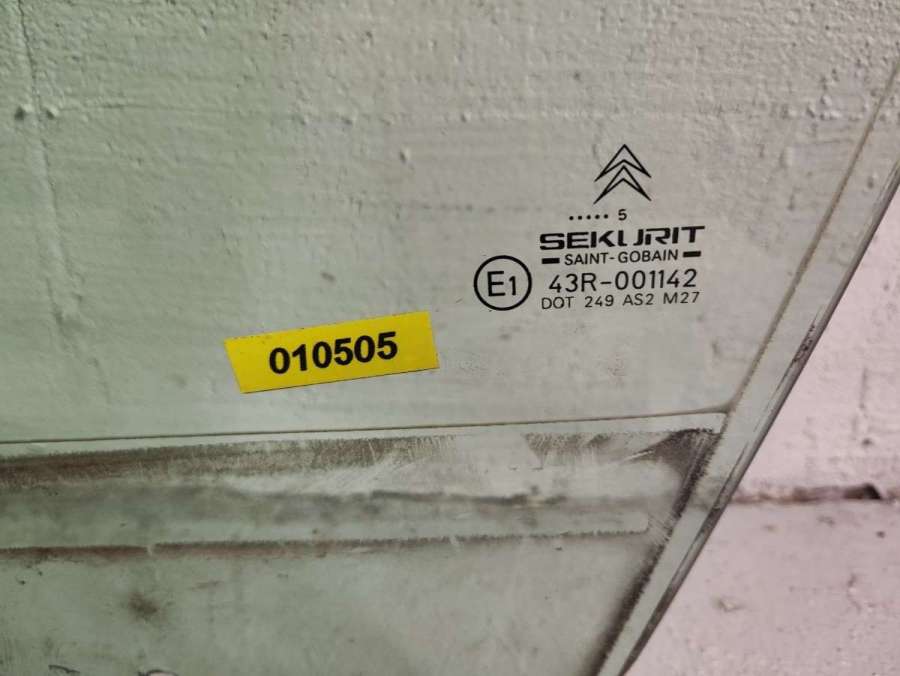 ..... 5
SEKURIT
SAINT-GOBAIN
E1 43R-001142
DOT 249 AS2 M27
010505